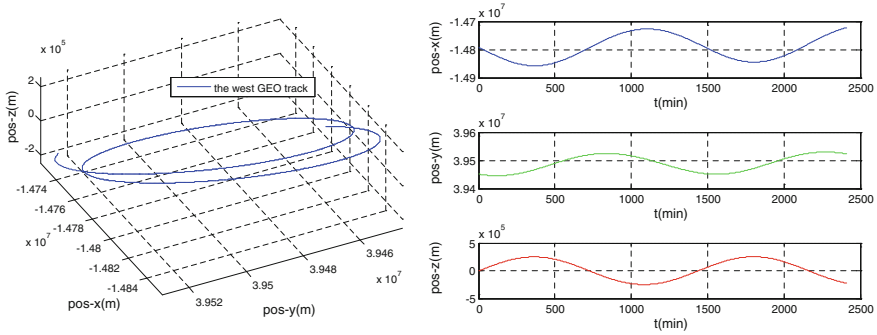 x 10^5
2
0
-2
pos-z(m)
the west GEO track
-1.474
-1.476
-1.478
-1.48
-1.482
-1.484
x 10^7
pos-x(m)
3.952
3.95
3.948
3.946
x 10^7
pos-y(m)
x 10^7
-1.47
-1.48
-1.49
pos-x(m)
0 500 1000 1500 2000 2500
t(min)
x 10^7
3.96
3.95
3.94
pos-y(m)
0 500 1000 1500 2000 2500
t(min)
x 10^5
5
0
-5
pos-z(m)
0 500 1000 1500 2000 2500
t(min)